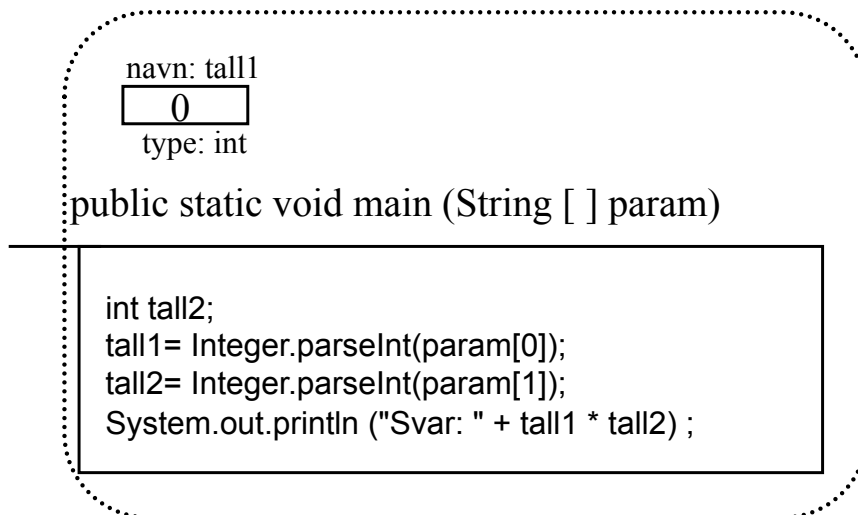 navn: tall1
0
type: int
public static void main (String [ ] param)
int tall2;
tall1= Integer.parseInt(param[0]);
tall2= Integer.parseInt(param[1]);
System.out.println ("Svar: " + tall1 * tall2) ;